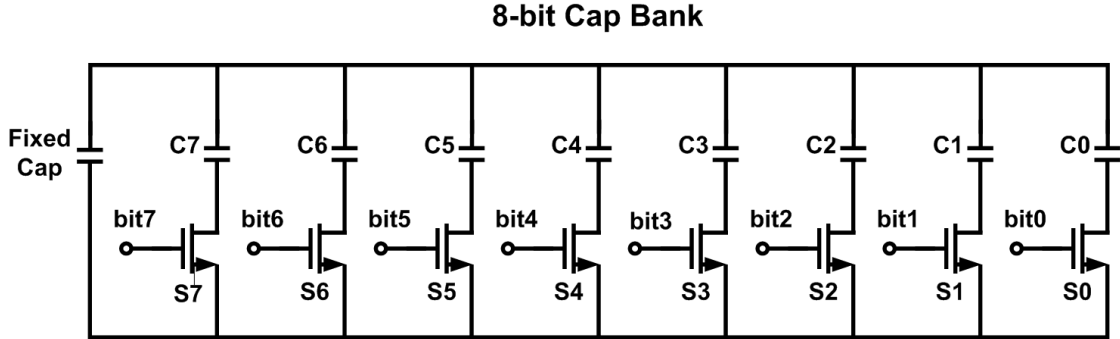 8-bit Cap Bank
Fixed
Cap
C7
C6
C5
C4
C3
C2
C1
C0
bit7
bit6
bit5
bit4
bit3
bit2
bit1
bit0
S7
S6
S5
S4
S3
S2
S1
S0